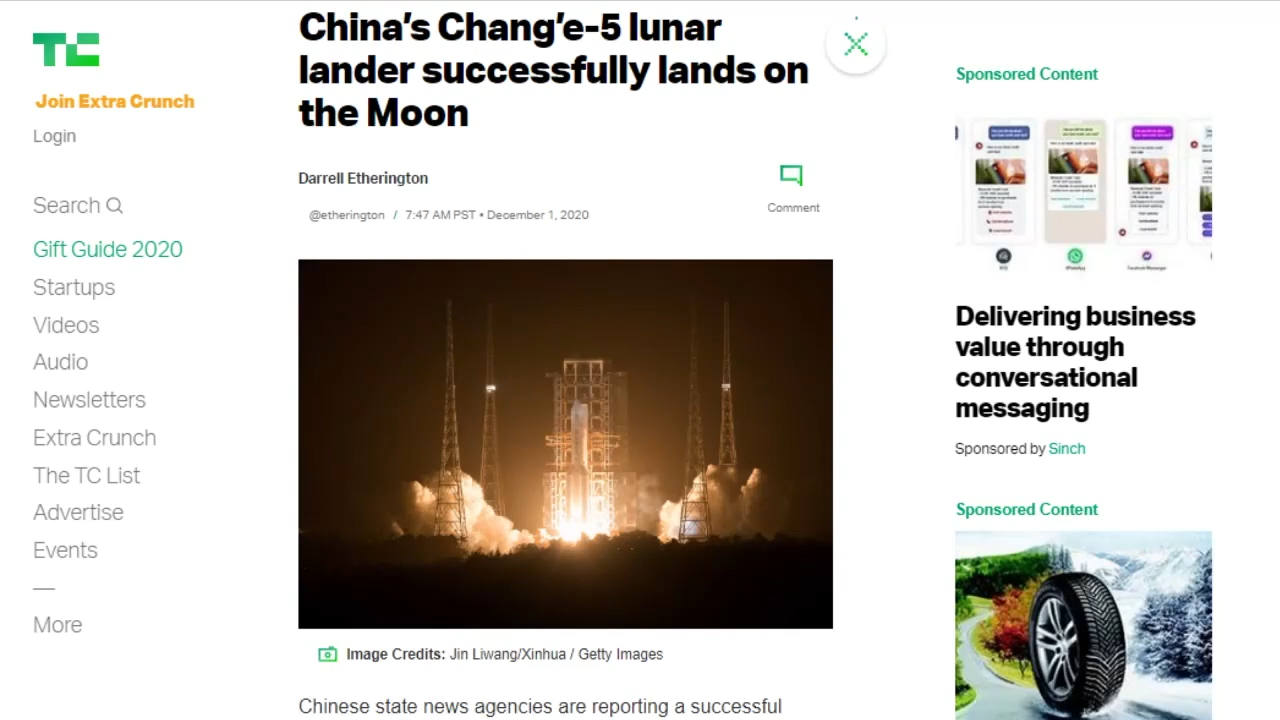 TC
Join Extra Crunch
Login
Search
Gift Guide 2020
Startups
Videos
Audio
Newsletters
Extra Crunch
The TC List
Advertise
Events
—
More
China’s Chang’e-5 lunar
lander successfully lands on
the Moon
Darrell Etherington
@etherington / 7:47 AM PST • December 1, 2020
Comment
Image Credits: Jin Liwang/Xinhua / Getty Images
Chinese state news agencies are reporting a successful
Sponsored Content
WhatsApp
Facebook Messenger
Delivering business
value through
conversational
messaging
Sponsored by Sinch
Sponsored Content